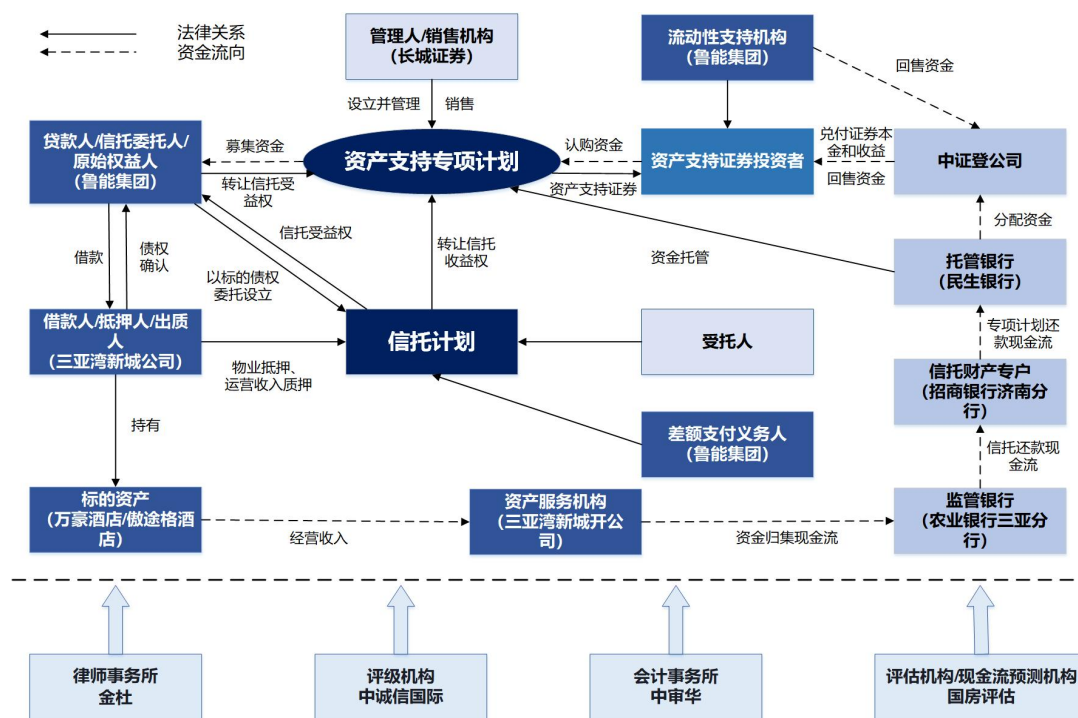 法律关系
资金流向
管理人/销售机构
（长城证券）
流动性支持机构
（鲁能集团）
回售资金
设立并管理
销售
贷款人/信托委托人/
原始权益人
（鲁能集团）
募集资金
转让信托受
益权
资产支持专项计划
认购资金
资产支持证券
资产支持证券投资者
兑付证券本
金和收益
回售资金
中证登公司
借款
债权
确认
信托受益权
以标的债权
委托设立
转让信托
收益权
资金托管
分配资金
托管银行
（民生银行）
借款人/抵押人/出质
人
（三亚湾新城公司）
物业抵押、
运营收入质押
信托计划
受托人
专项计划还
款现金流
信托财产专户
（招商银行济南分
行）
持有
差额支付义务人
（鲁能集团）
信托还款现
金流
标的资产
（万豪酒店/傲途格酒
店）
经营收入
资产服务机构
（三亚湾新城开公
司）
资金归集现金流
监管银行
（农业银行三亚分
行）
律师事务所
金杜
评级机构
中诚信国际
会计事务所
中审华
评估机构/现金流预测机构
国房评估